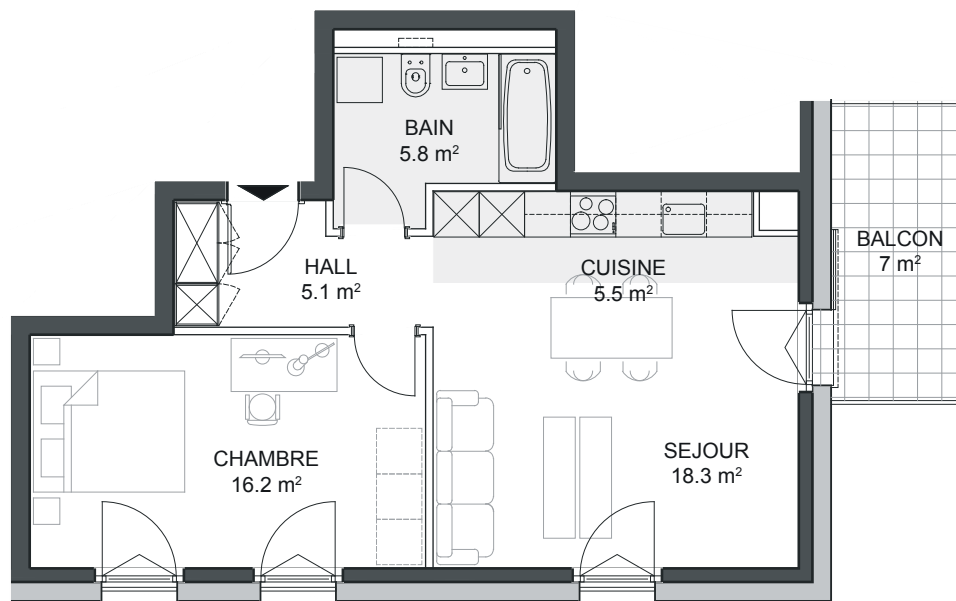 BAIN
5.8 m²
HALL
5.1 m²
CUISINE
5.5 m²
BALCON
7 m²
CHAMBRE
16.2 m²
SEJOUR
18.3 m²